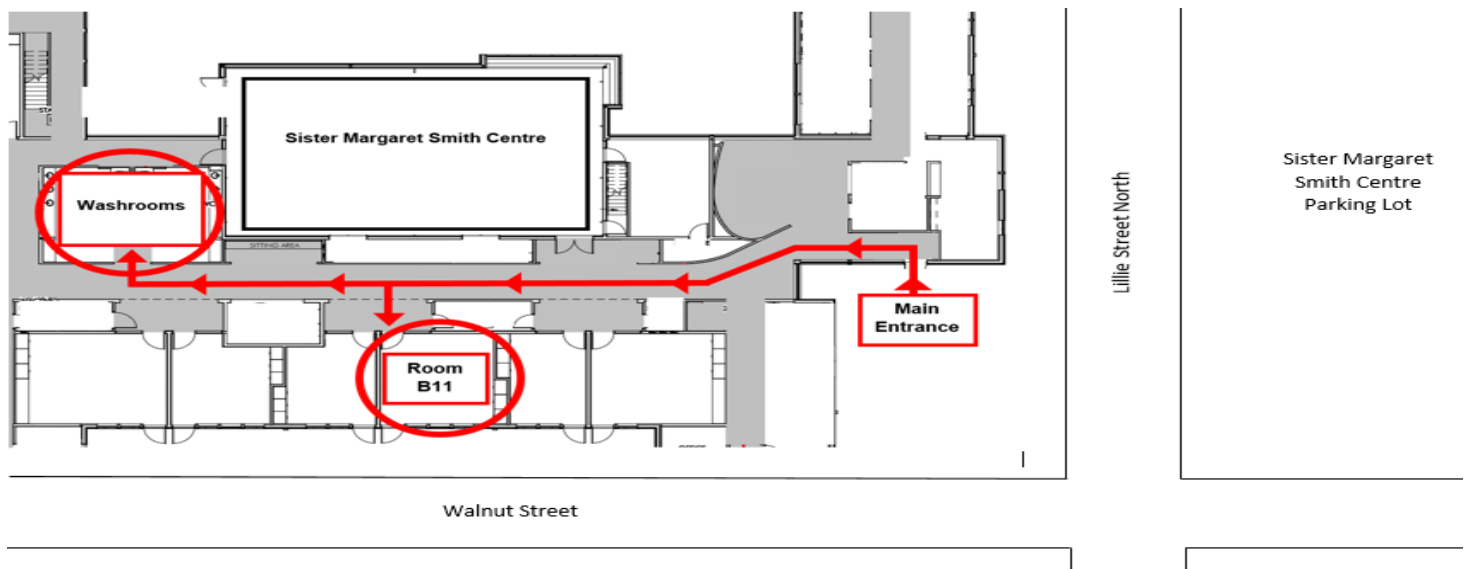 Sister Margaret Smith Centre
Washrooms
SITTING AREA
Main
Entrance
Room
B11
Walnut Street
Lillie Street North
Sister Margaret
Smith Centre
Parking Lot